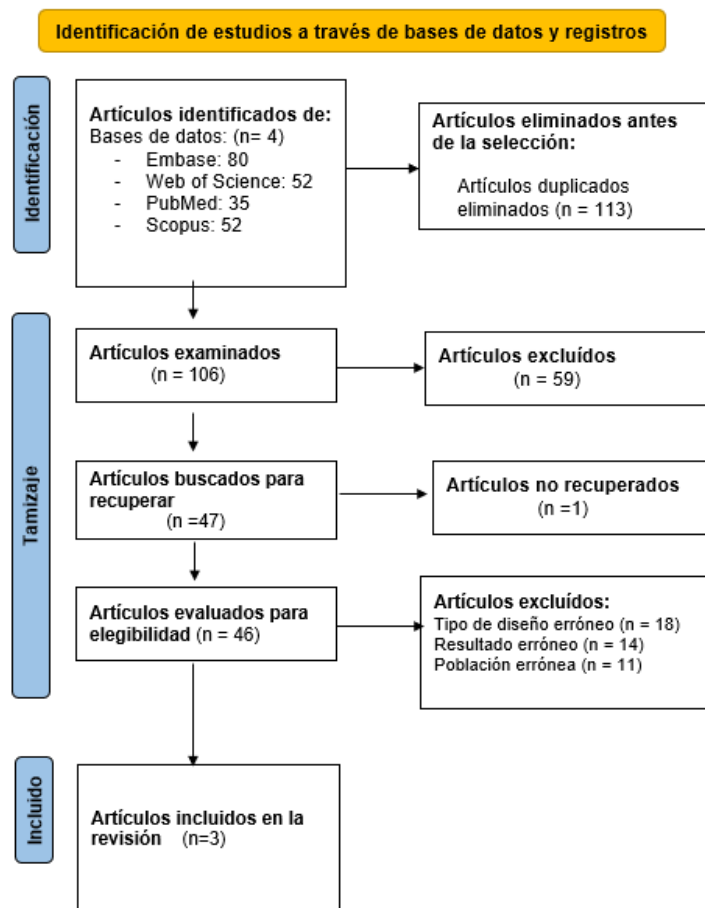 Identificación de estudios a través de bases de datos y registros
Identificación
Artículos identificados de:
Bases de datos: (n= 4)
- Embase: 80
- Web of Science: 52
- PubMed: 35
- Scopus: 52
Artículos eliminados antes
de la selección:
Artículos duplicados
eliminados (n = 113)
Tamizaje
Artículos examinados
(n = 106)
Artículos excluídos
(n = 59)
Artículos buscados para
recuperar
(n =47)
Artículos no recuperados
(n =1)
Artículos evaluados para
elegibilidad (n = 46)
Artículos excluídos:
Tipo de diseño erróneo (n = 18)
Resultado erróneo (n = 14)
Población errónea (n = 11)
Incluido
Artículos incluidos en la
revisión (n=3)